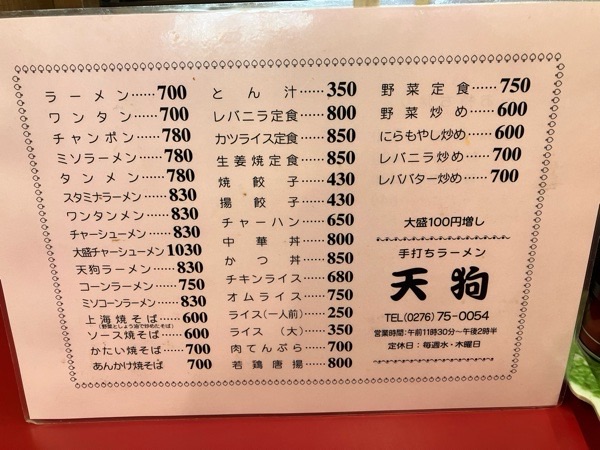 ラーメン……700
ワンタン……700
チャンポン……780
ミソラーメン……780
タンメン……780
スタミナラーメン……830
ワンタンメン……830
チャーシューメン……830
大盛チャーシューメン…1030
天狗ラーメン……830
コーンラーメン……750
ミソコーンラーメン……830
上海焼そば……600
(野菜としょう油で炒めたそば)
ソース焼そば……600
かたい焼そば……700
あんかけ焼そば 700
とん汁……350
レバニラ定食……800
カツライス定食……850
生姜焼定食……850
焼餃子……430
揚餃子……430
チャーハン……650
中華丼……800
かつ丼……850
チキンライス……680
オムライス……750
ライス(一人前)……250
ライス(大)……350
肉てんぷら……700
若鶏唐揚……800
野菜定食……750
野菜炒め……600
にらもやし炒め……600
レバニラ炒め……700
レババター炒め……700
大盛100円増し
手打ちラーメン
天狗
TEL(0276)75-0054
営業時間:午前11時30分〜午後2時半
定休日:毎週水・木曜日